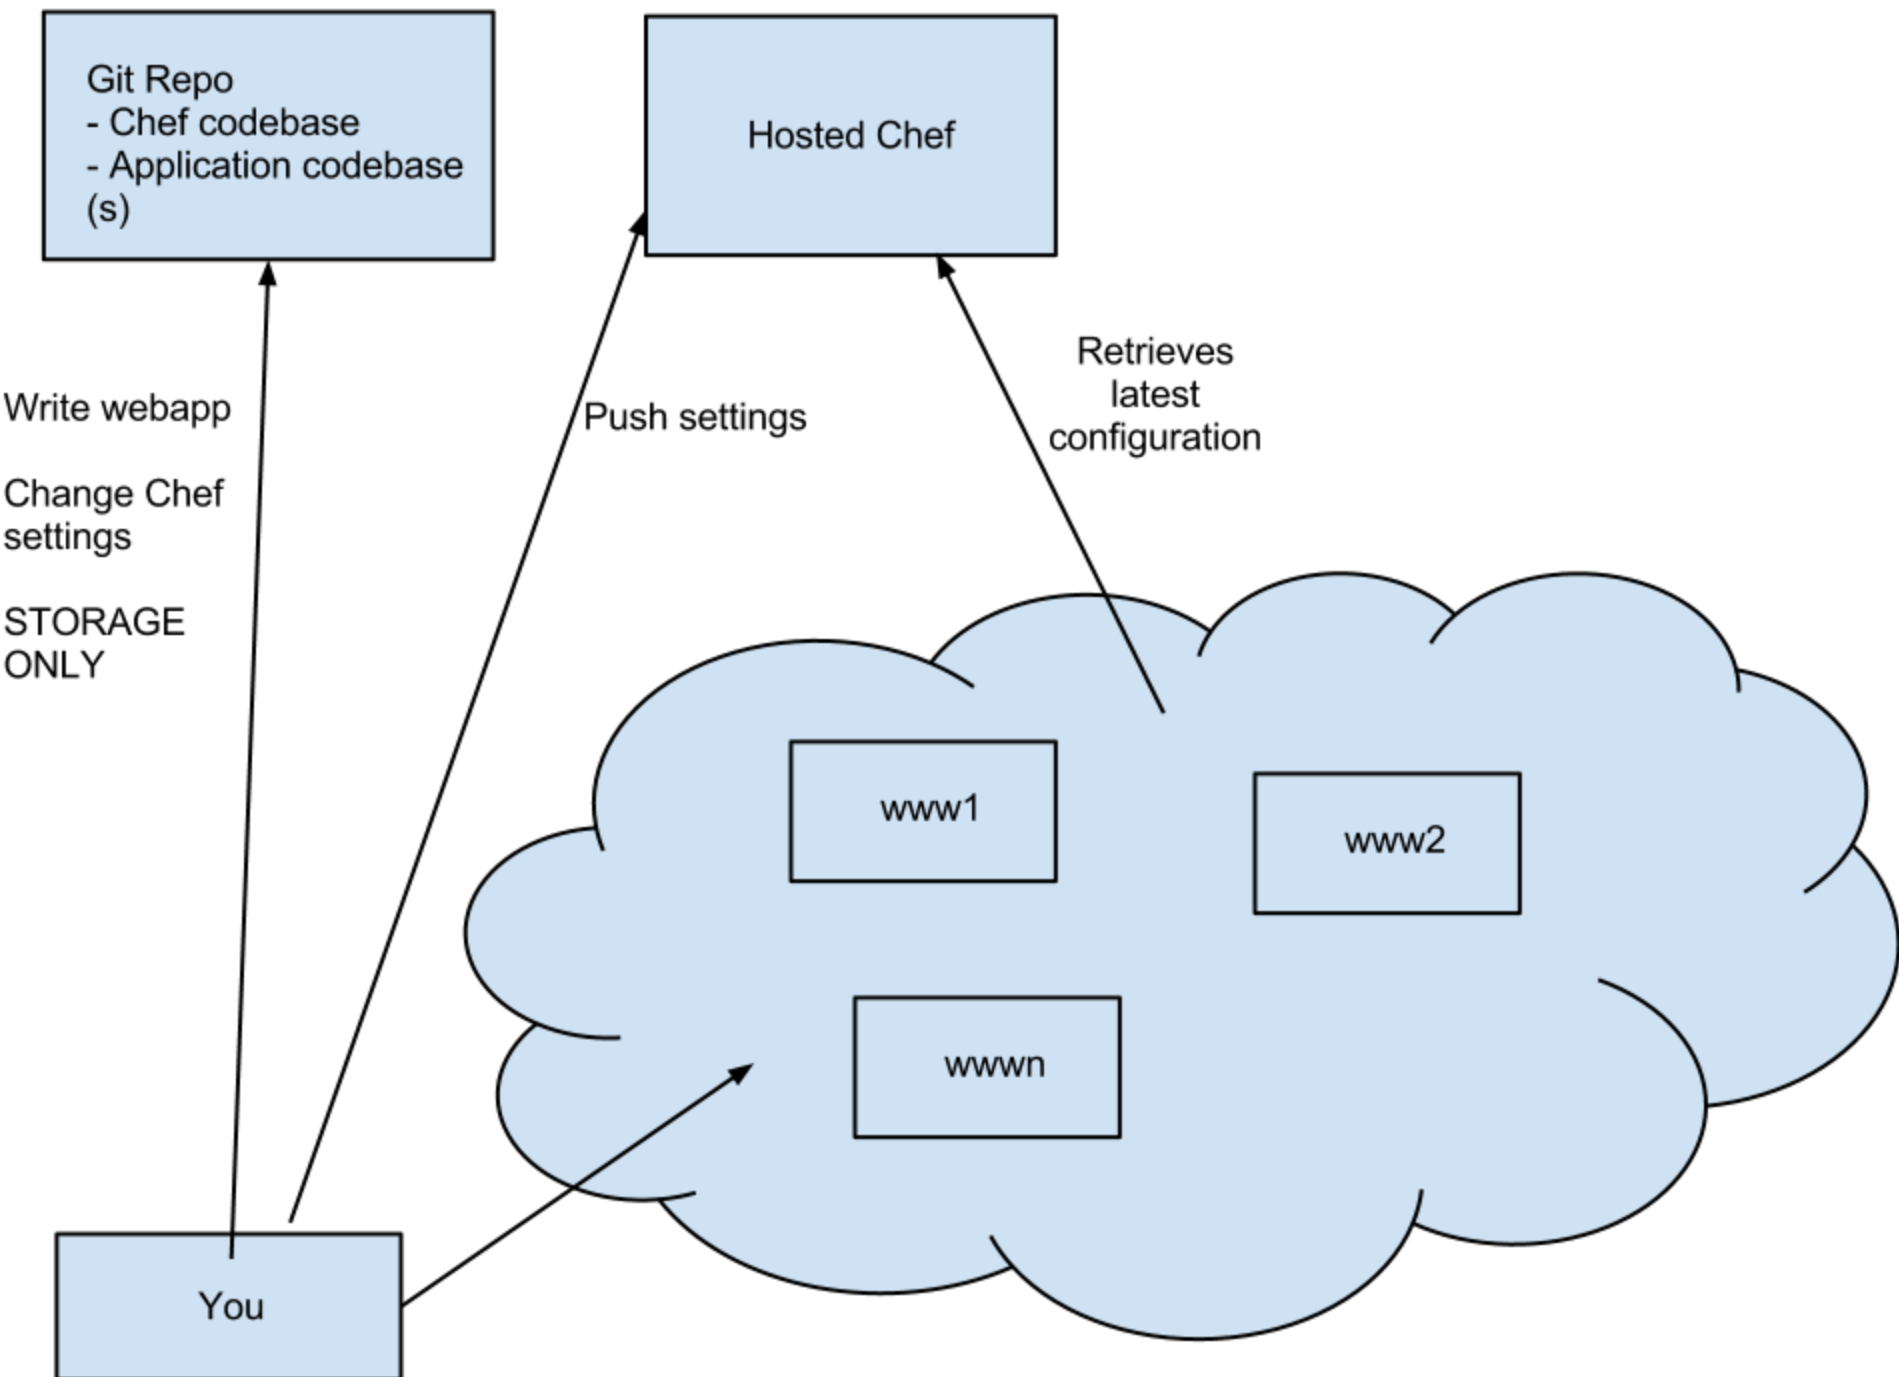 Git Repo
- Chef codebase
- Application codebase
(s)
Hosted Chef
Write webapp
Change Chef
settings
STORAGE
ONLY
Push settings
Retrieves
latest
configuration
www1
www2
wwwn
You